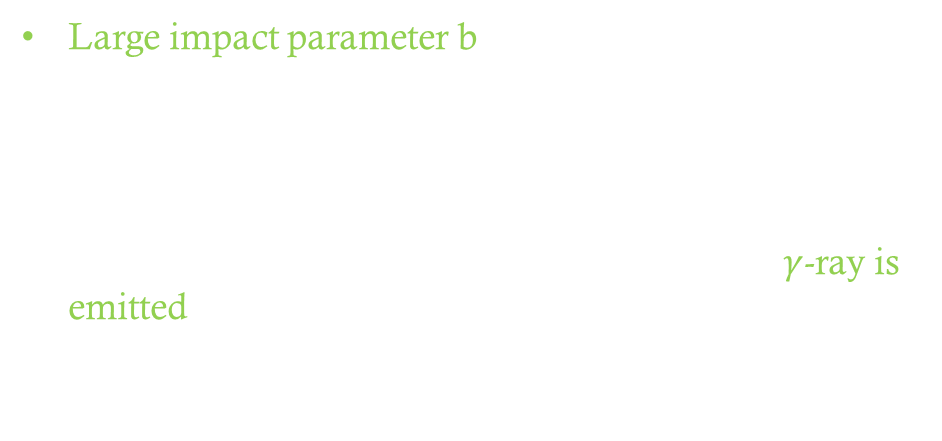 • Large impact parameter b
γ-ray is
emitted